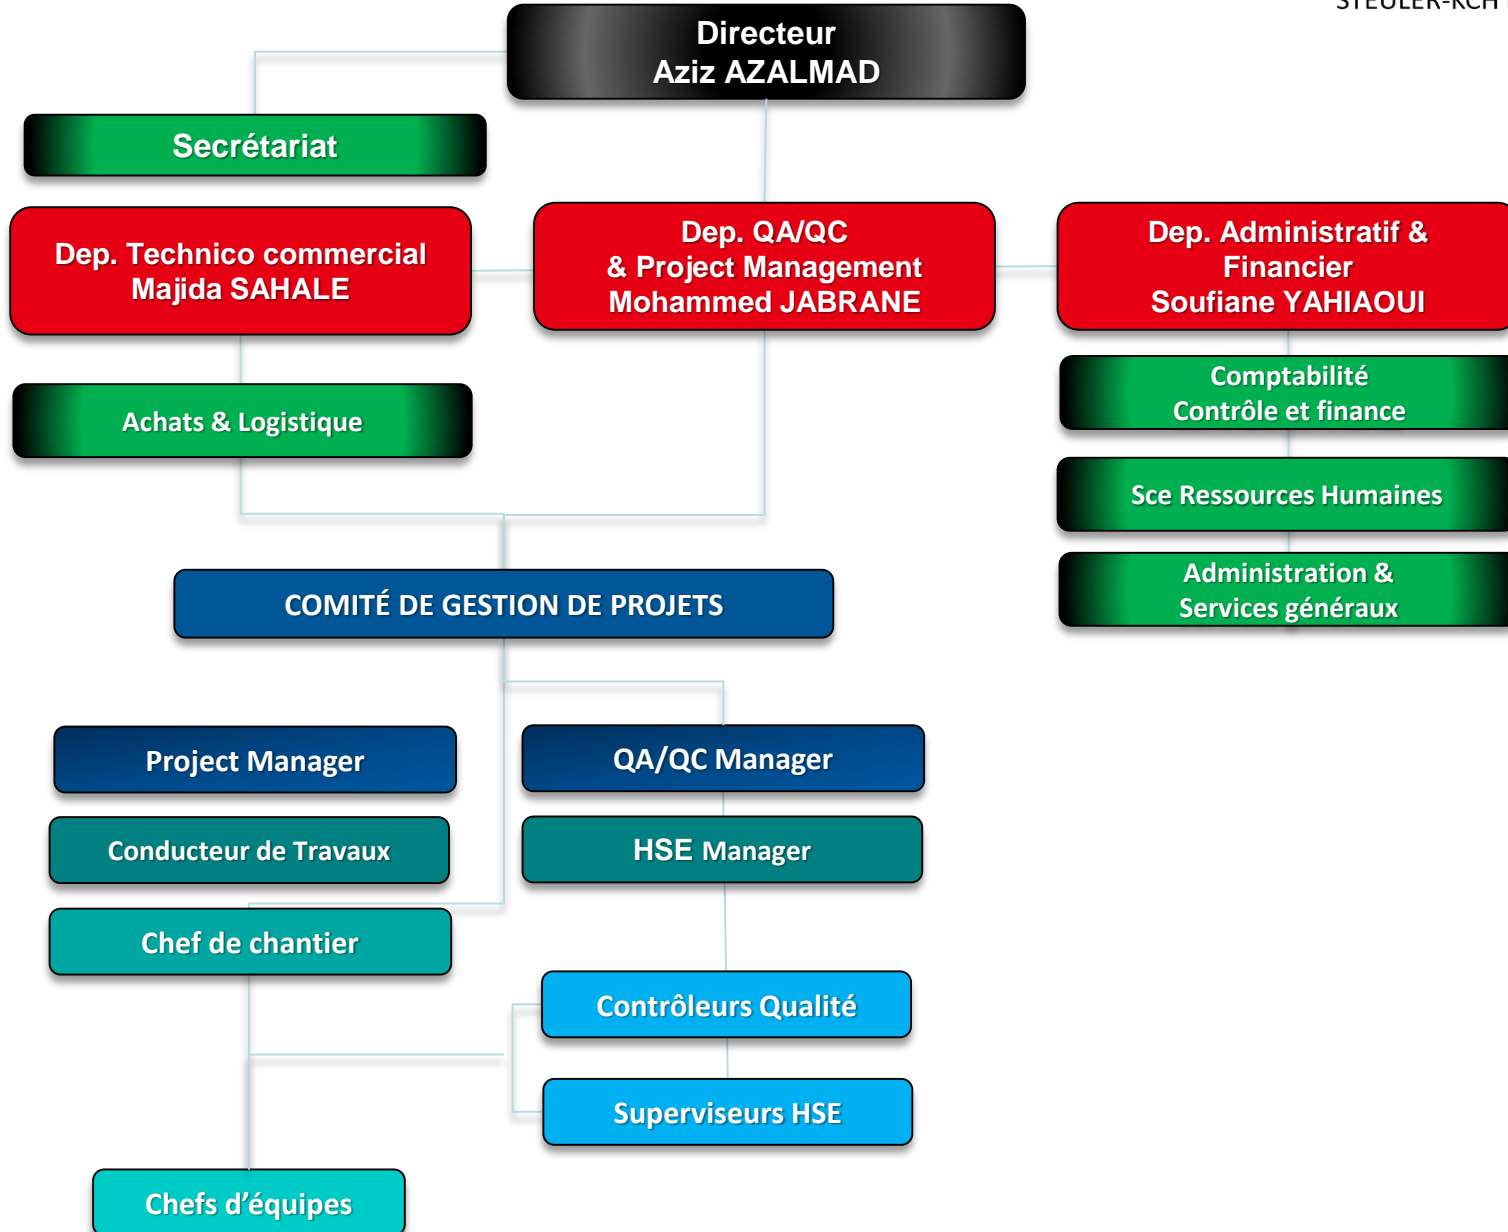 STEULER-KCH
Directeur
Aziz AZALMAD
Secrétariat
Dep. Technico commercial
Majida SAHALE
Dep. QA/QC
& Project Management
Mohammed JABRANE
Dep. Administratif &
Financier
Soufiane YAHIAOUI
Achats & Logistique
Comptabilité
Contrôle et finance
Sce Ressources Humaines
Administration &
Services généraux
COMITÉ DE GESTION DE PROJETS
Project Manager
QA/QC Manager
Conducteur de Travaux
HSE Manager
Chef de chantier
Contrôleurs Qualité
Superviseurs HSE
Chefs d’équipes